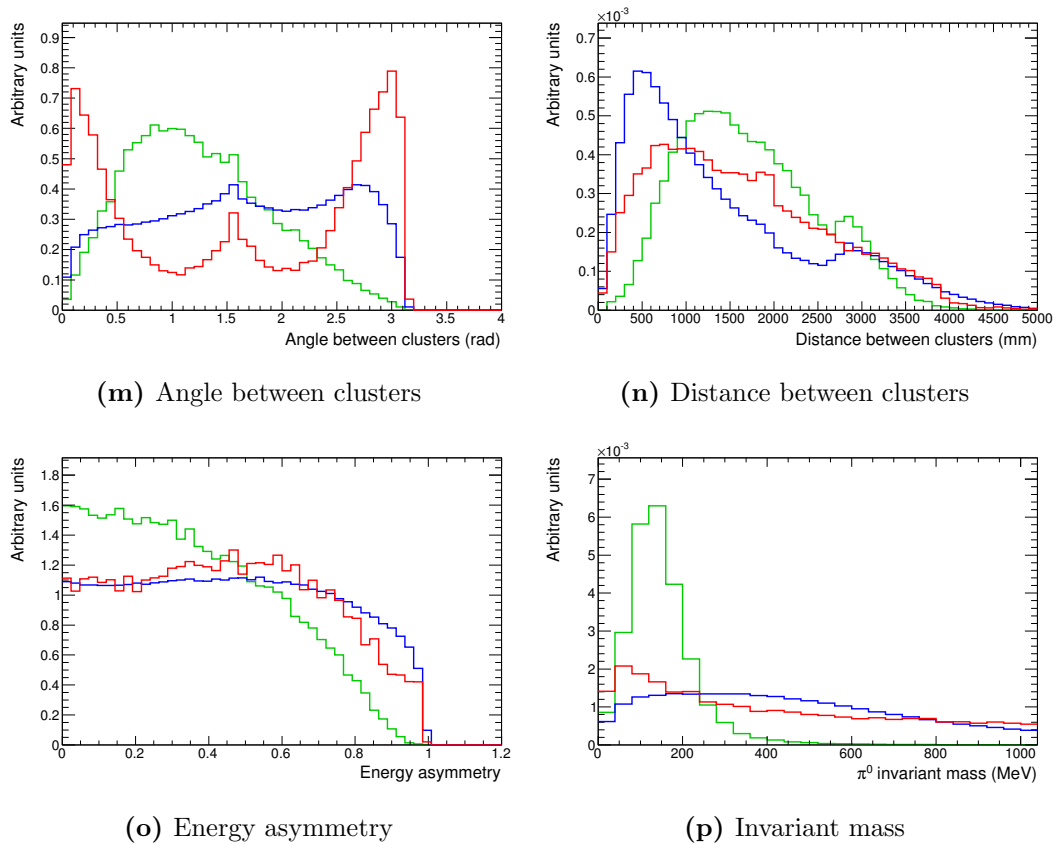 Arbitrary units
0.9
0.8
0.7
0.6
0.5
0.4
0.3
0.2
0.1
0
0 0.5 1 1.5 2 2.5 3 3.5 4
Angle between clusters (rad)
(m) Angle between clusters
×10⁻³
Arbitrary units
0.7
0.6
0.5
0.4
0.3
0.2
0.1
0
0 500 1000 1500 2000 2500 3000 3500 4000 4500 5000
Distance between clusters (mm)
(n) Distance between clusters
Arbitrary units
1.8
1.6
1.4
1.2
1
0.8
0.6
0.4
0.2
0
0 0.2 0.4 0.6 0.8 1 1.2
Energy asymmetry
(o) Energy asymmetry
×10⁻³
Arbitrary units
7
6
5
4
3
2
1
0
0 200 400 600 800 1000
π⁰ invariant mass (MeV)
(p) Invariant mass